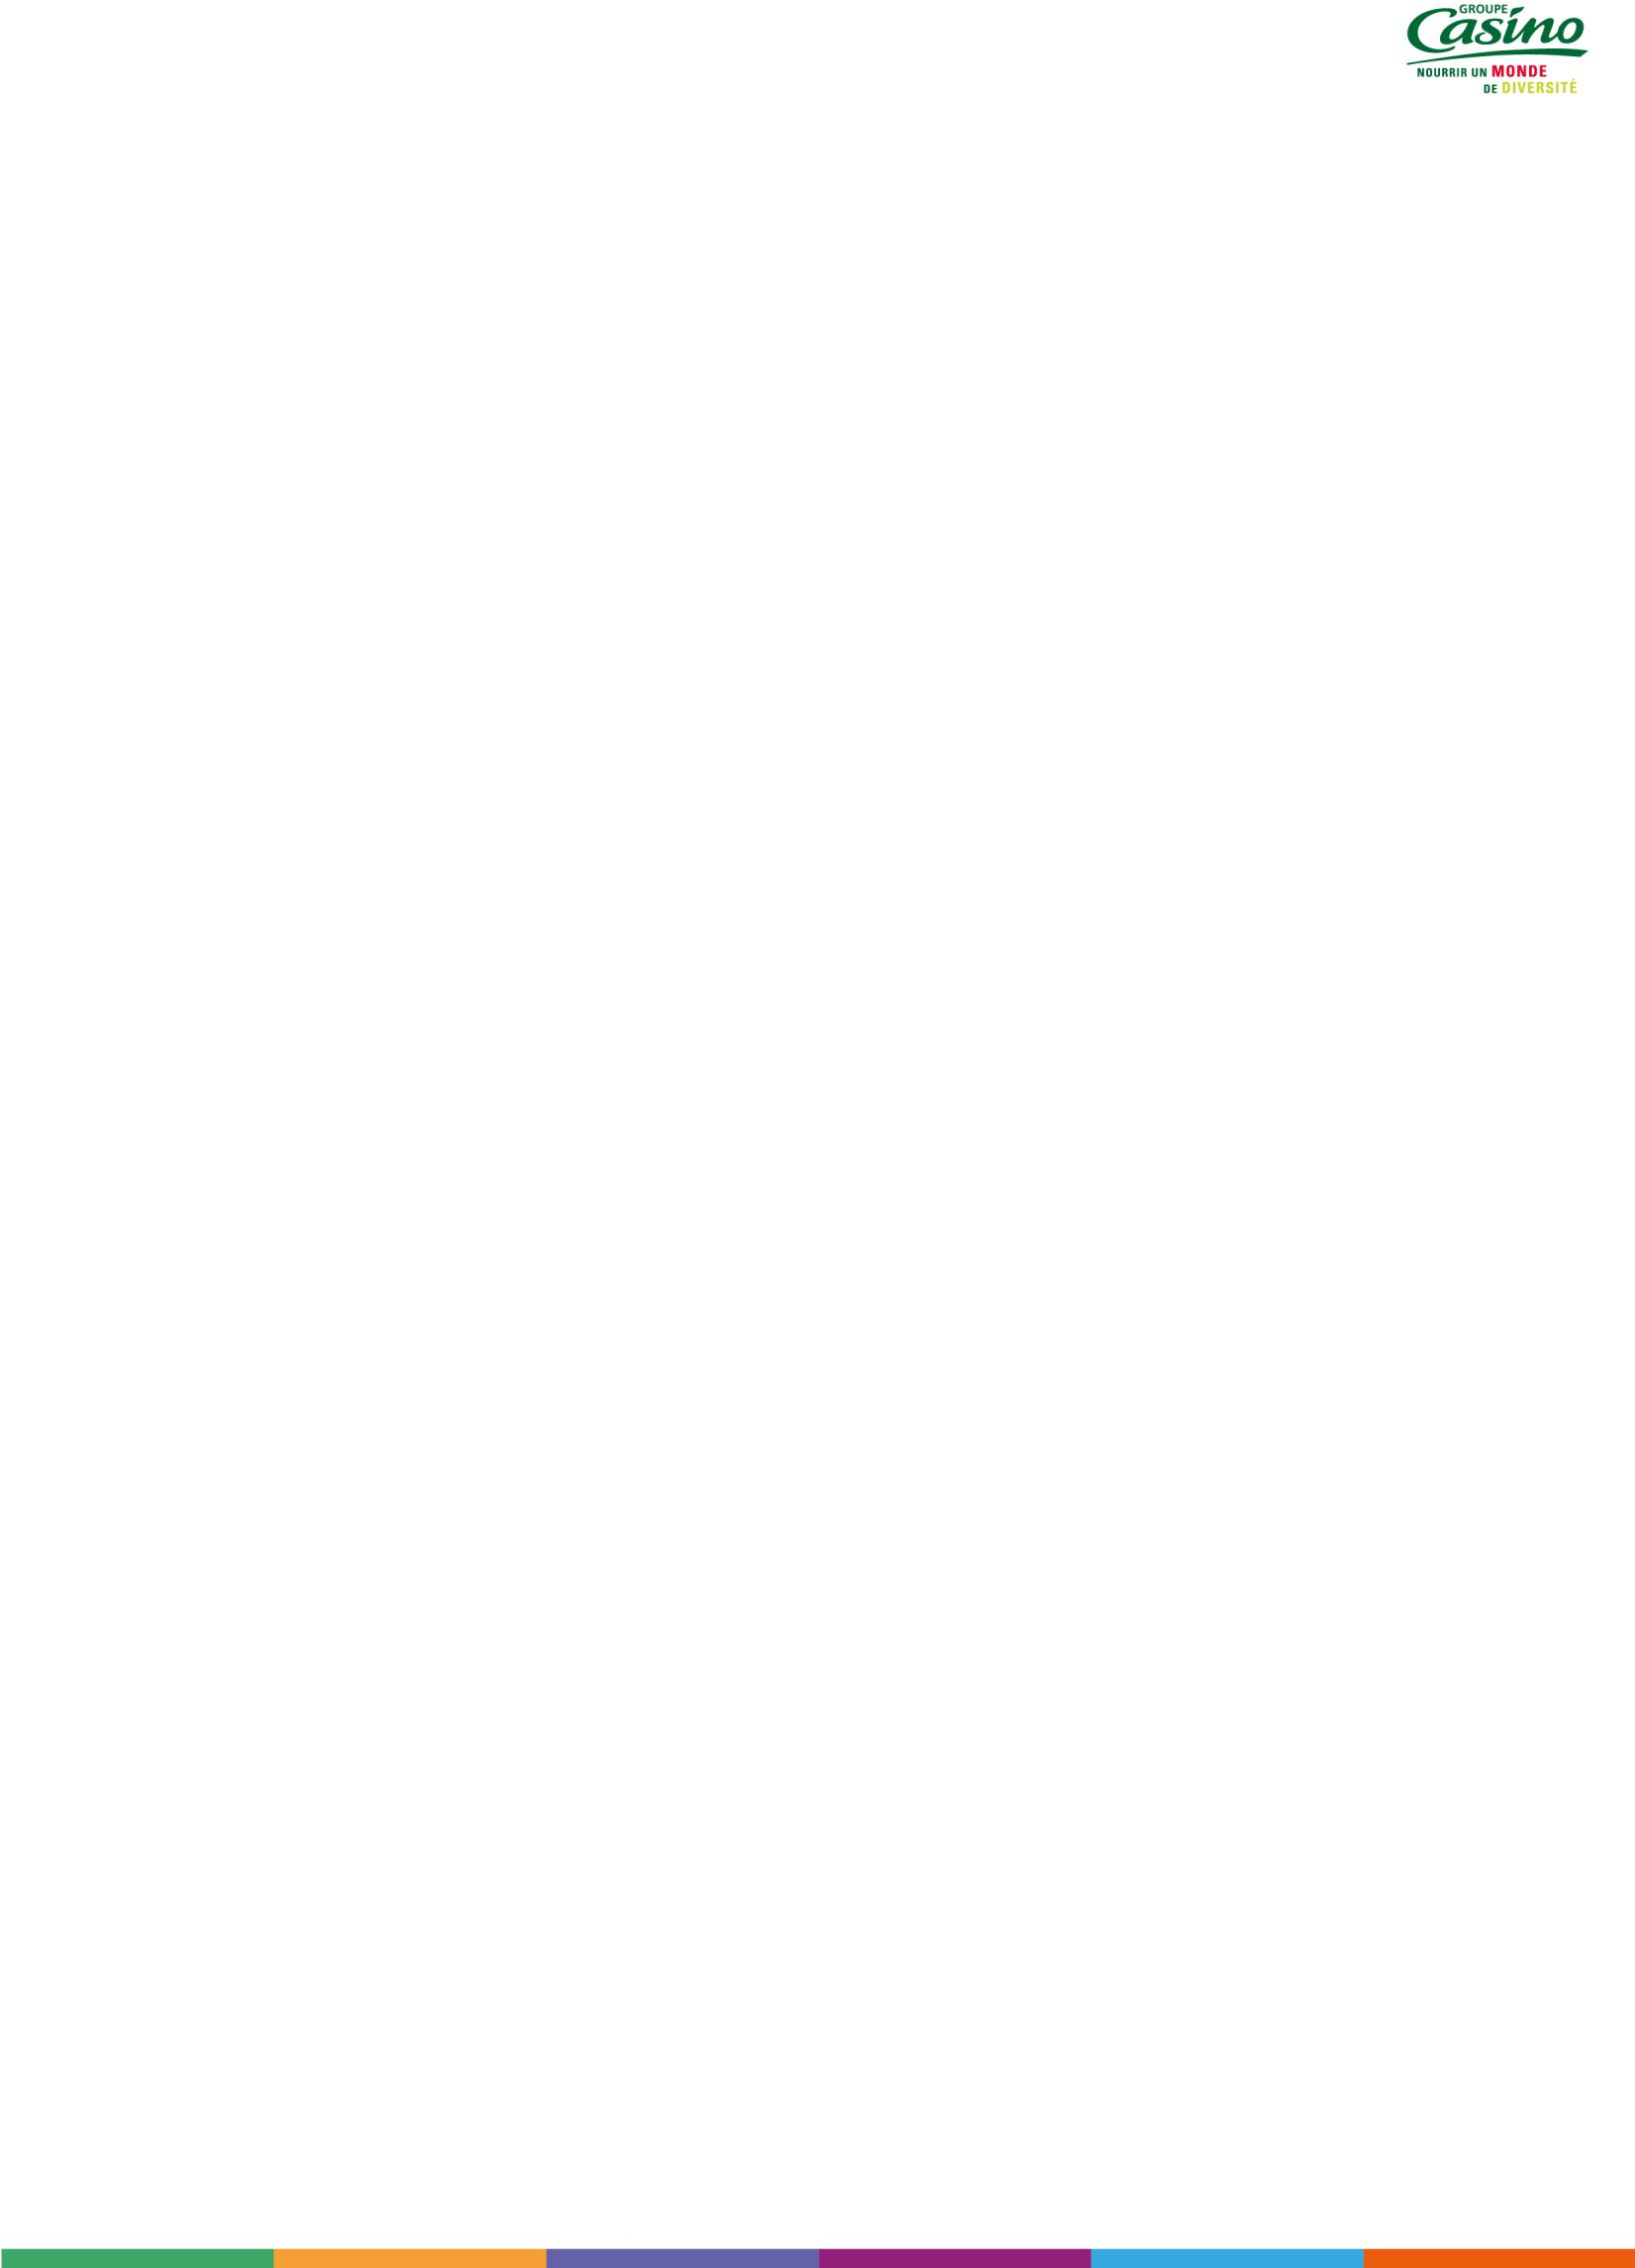 GROUPE
Casino
NOURRIR UN MONDE
DE DIVERSITÉ